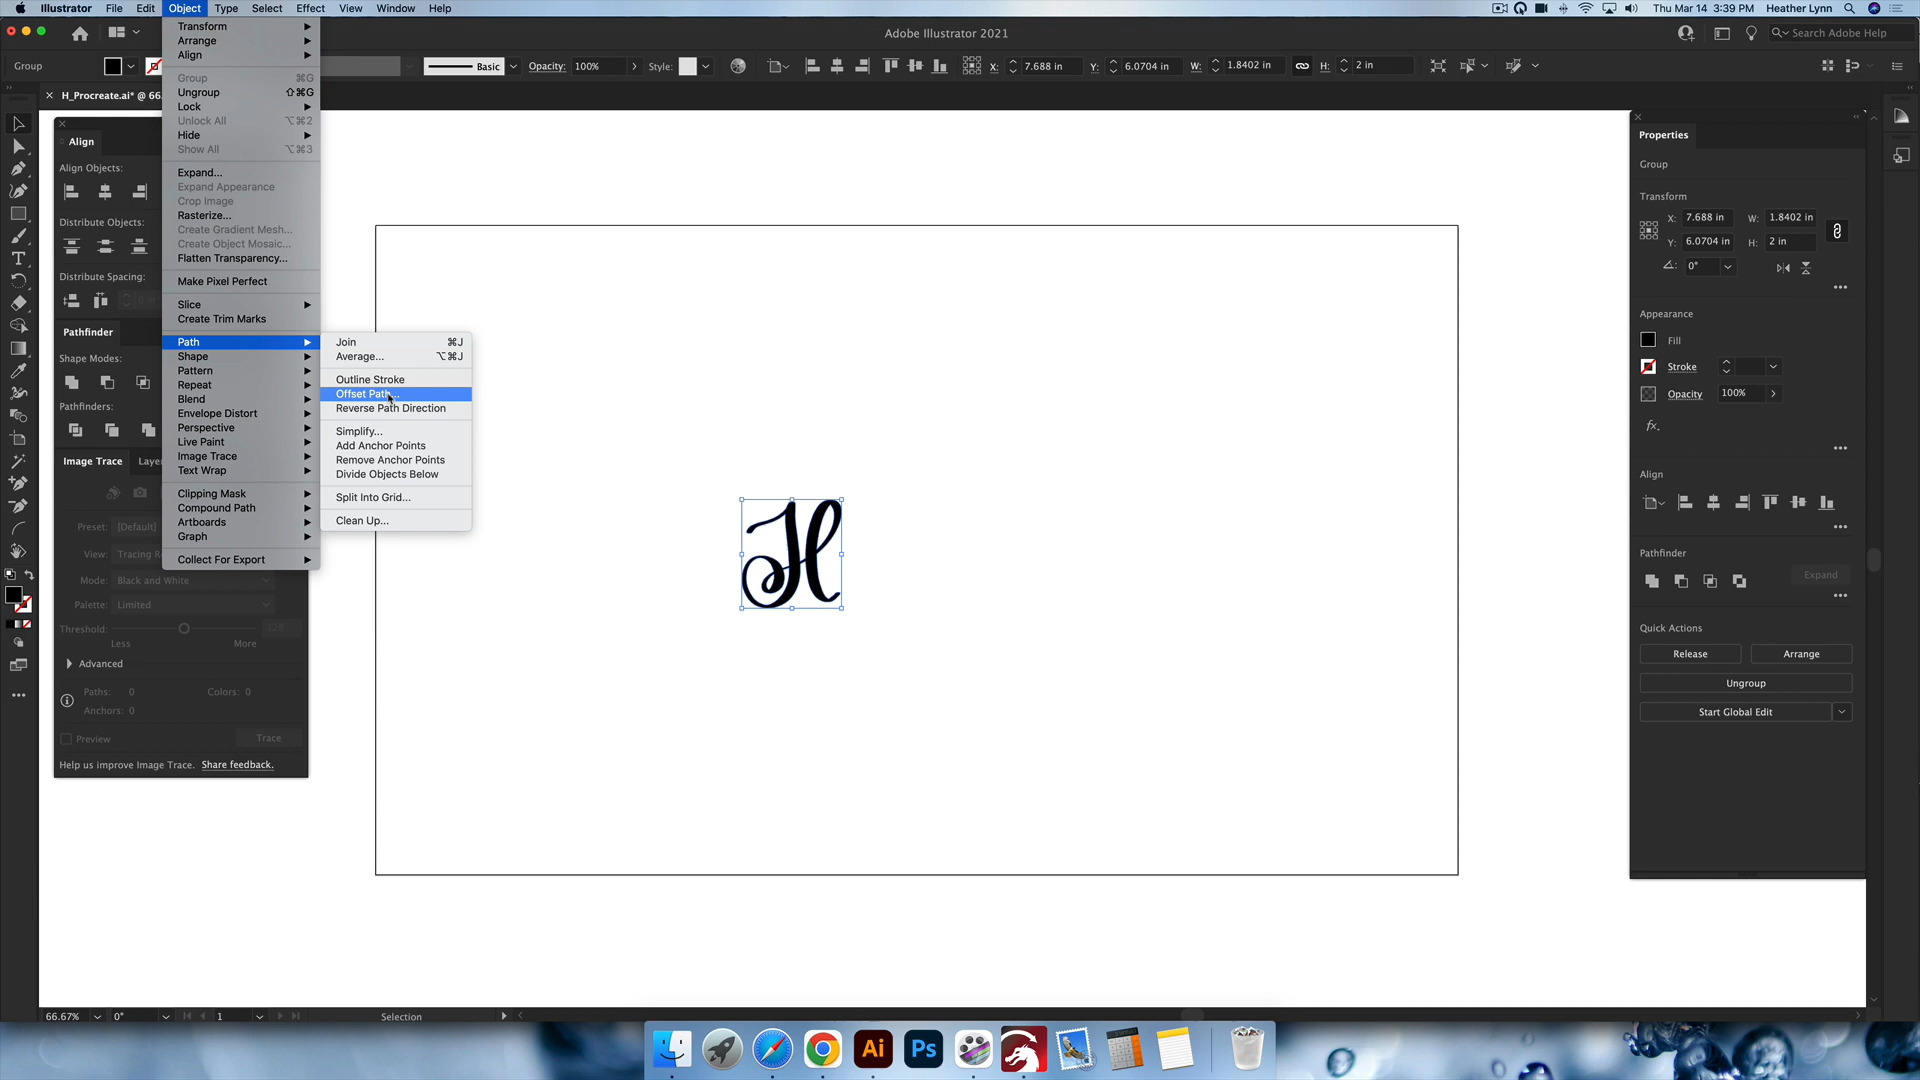 Illustrator File Edit Object Type Select Effect View Window Help
Thu Mar 14 3:39 PM Heather Lynn
Adobe Illustrator 2021
Search Adobe Help
Group
Basic
Opacity: 100%
Style:
X: 7.688 in
Y: 6.0704 in
W: 1.8402 in
H: 2 in
H_Procreate.ai* @ 66.
Transform
Arrange
Align
Group ⌘G
Ungroup ⇧⌘G
Lock
Unlock All ⌥⌘2
Hide
Show All ⌥⌘3
Expand...
Expand Appearance
Crop Image
Rasterize...
Create Gradient Mesh...
Create Object Mosaic...
Flatten Transparency...
Make Pixel Perfect
Slice
Create Trim Marks
Path
Shape
Pattern
Repeat
Blend
Envelope Distort
Perspective
Live Paint
Image Trace
Text Wrap
Clipping Mask
Compound Path
Artboards
Graph
Collect For Export
Join ⌘J
Average... ⌥⌘J
Outline Stroke
Offset Path...
Reverse Path Direction
Simplify...
Add Anchor Points
Remove Anchor Points
Divide Objects Below
Split Into Grid...
Clean Up...
Align
Align Objects:
Distribute Objects:
Distribute Spacing:
Pathfinder
Shape Modes:
Pathfinders:
Image Trace Laye
Preset: [Default]
View: Tracing Re
Mode: Black and White
Palette: Limited
Threshold: 128
Less More
Advanced
Paths: 0 Colors: 0
Anchors: 0
Preview Trace
Help us improve Image Trace. Share feedback.
H
Properties
Group
Transform
X: 7.688 in W: 1.8402 in
Y: 6.0704 in H: 2 in
0°
Appearance
Fill
Stroke
Opacity 100%
fx.
Align
Pathfinder
Expand
Quick Actions
Release Arrange
Ungroup
Start Global Edit
66.67% 0° 1 Selection
Ai Ps